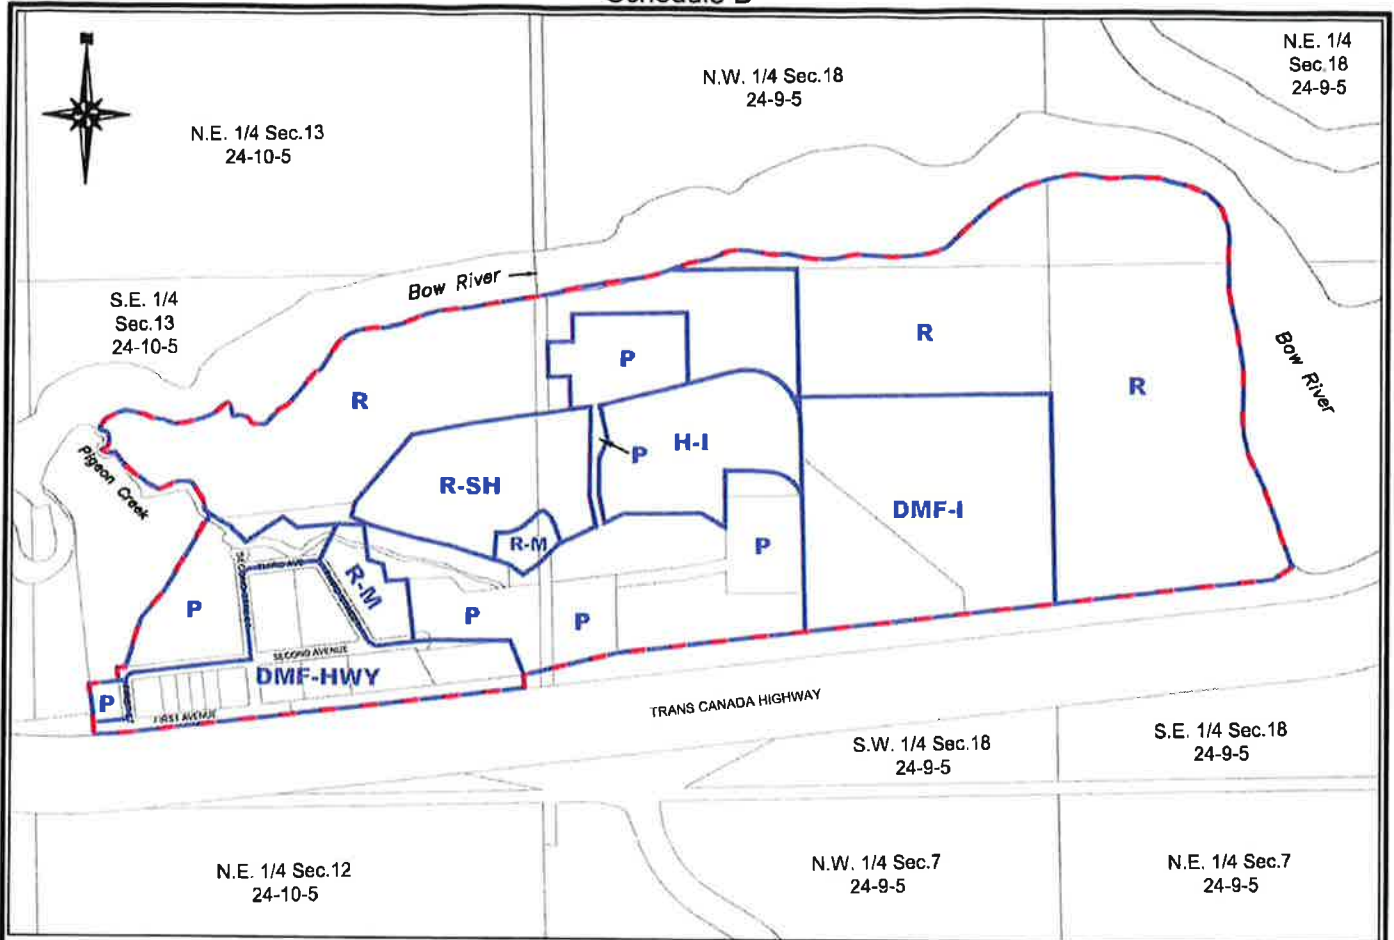 Schedule B
N.E. 1/4
Sec.18
24-9-5
N.W. 1/4 Sec.18
24-9-5
N.E. 1/4 Sec.13
24-10-5
S.E. 1/4
Sec.13
24-10-5
Bow River
Bow River
R
P
R
R
P
H-I
R-SH
DMF-I
Pigeon Creek
R-M
P
THIRD AVE
R-M
P
P
P
SECOND AVENUE
DMF-HWY
P
FIRST AVENUE
TRANS CANADA HIGHWAY
S.W. 1/4 Sec.18
24-9-5
S.E. 1/4 Sec.18
24-9-5
N.E. 1/4 Sec.12
24-10-5
N.W. 1/4 Sec.7
24-9-5
N.E. 1/4 Sec.7
24-9-5